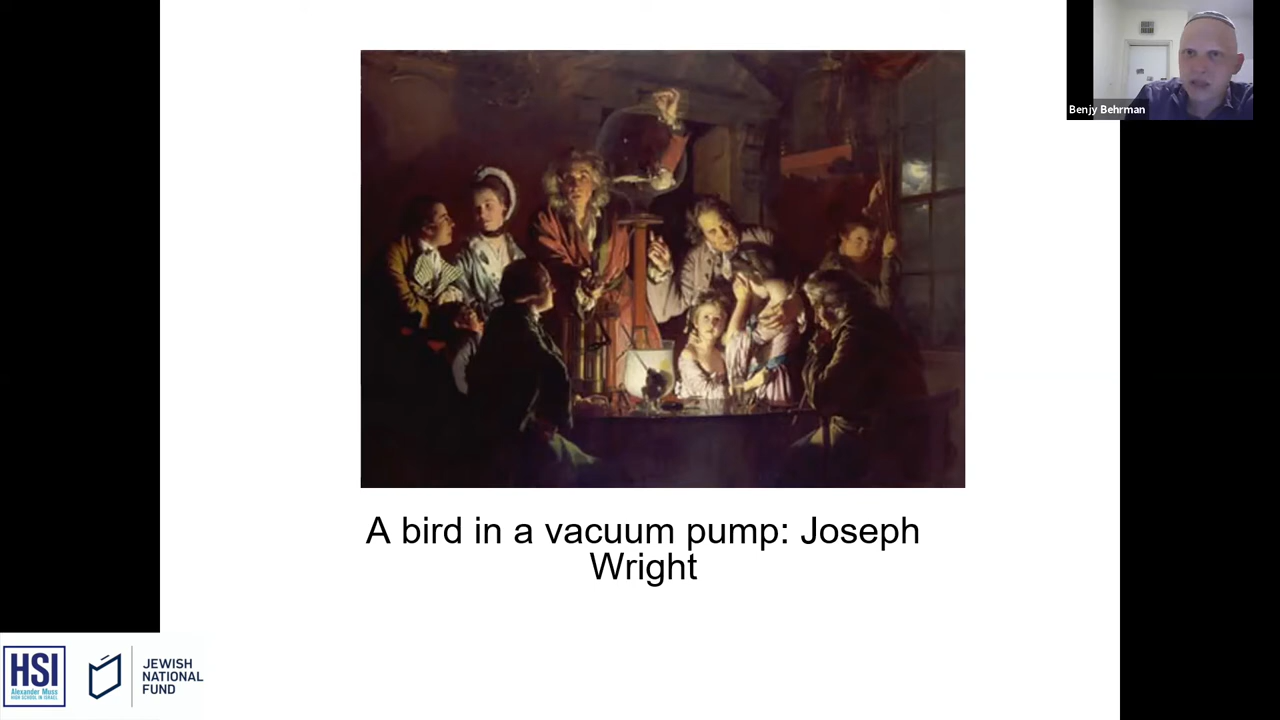 Benjy Behrman
A bird in a vacuum pump: Joseph
Wright
HSI
Alexander Muss
HIGH SCHOOL IN ISRAEL
JEWISH
NATIONAL
FUND